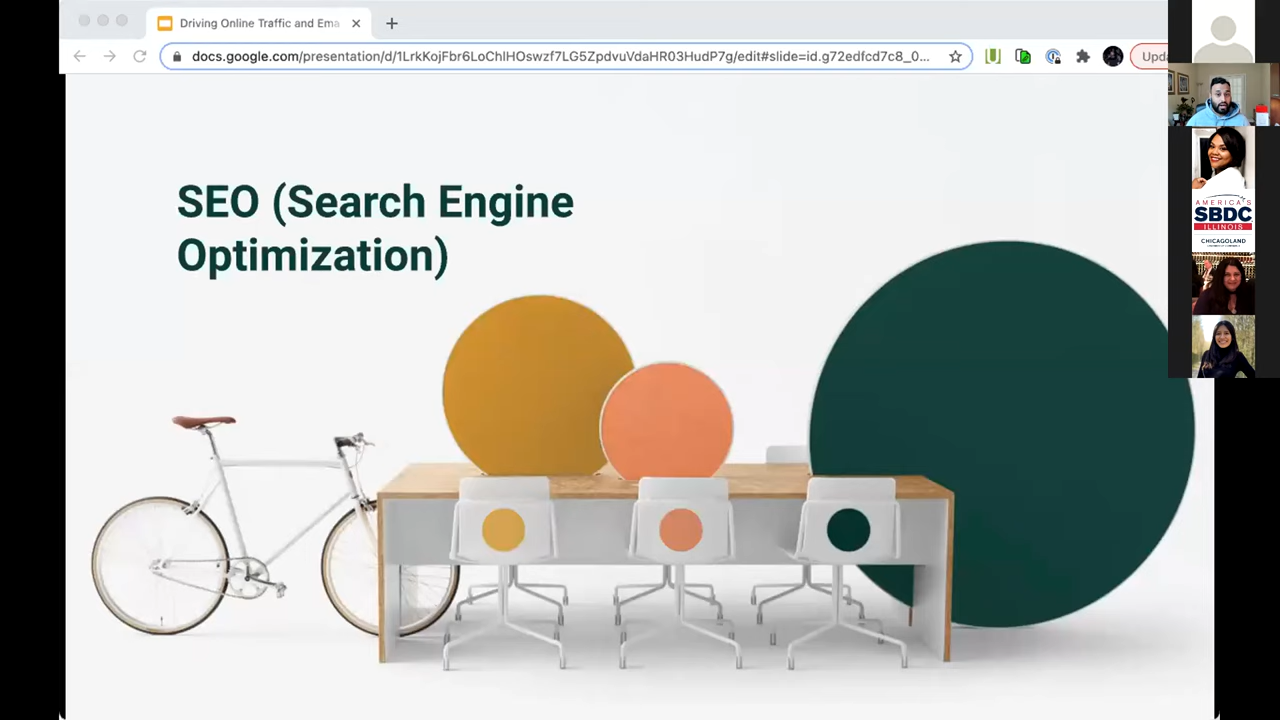 Driving Online Traffic and Ema
docs.google.com/presentation/d/1LrkKojFbr6LoChlHOswzf7LG5ZpdvuVdaHR03HudP7g/edit#slide=id.g72edfcd7c8_0...
Upda
SEO (Search Engine
Optimization)
AMERICA'S
SBDC
ILLINOIS
CHICAGOLAND